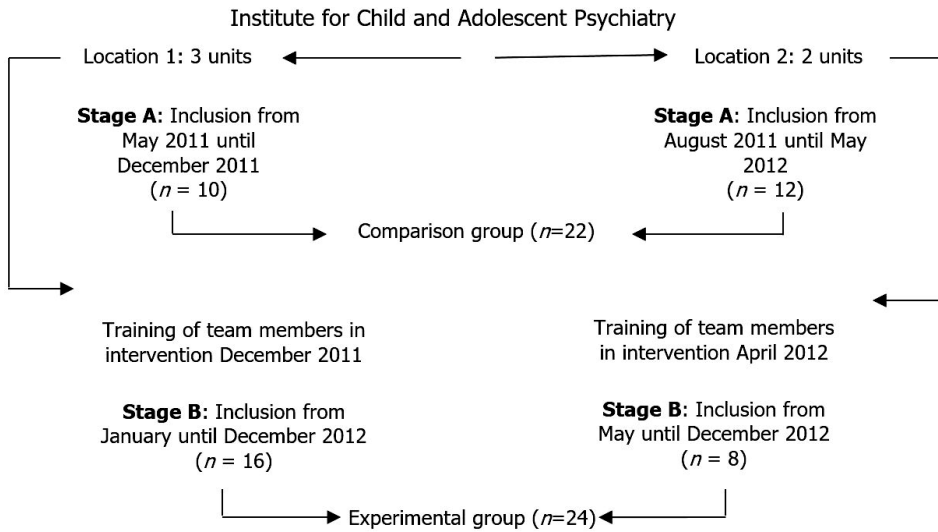 Institute for Child and Adolescent Psychiatry
Location 1: 3 units
Location 2: 2 units
Stage A: Inclusion from
May 2011 until
December 2011
(n = 10)
Stage A: Inclusion from
August 2011 until May
2012
(n = 12)
Comparison group (n=22)
Training of team members in
intervention December 2011
Training of team members
in intervention April 2012
Stage B: Inclusion from
January until December 2012
(n = 16)
Stage B: Inclusion from
May until December 2012
(n = 8)
Experimental group (n=24)